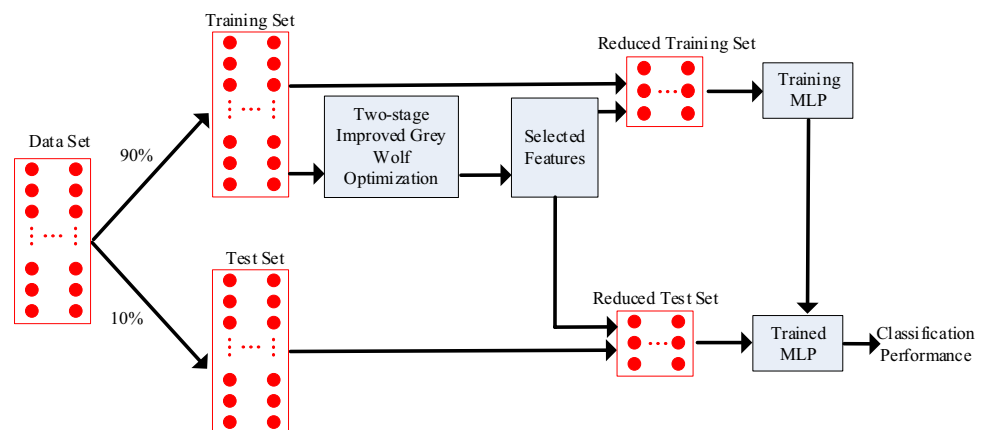 Training Set
Reduced Training Set
Training
MLP
Two-stage
Improved Grey
Wolf
Optimization
Selected
Features
Data Set
90%
Test Set
10%
Reduced Test Set
Trained
MLP
Classification
Performance